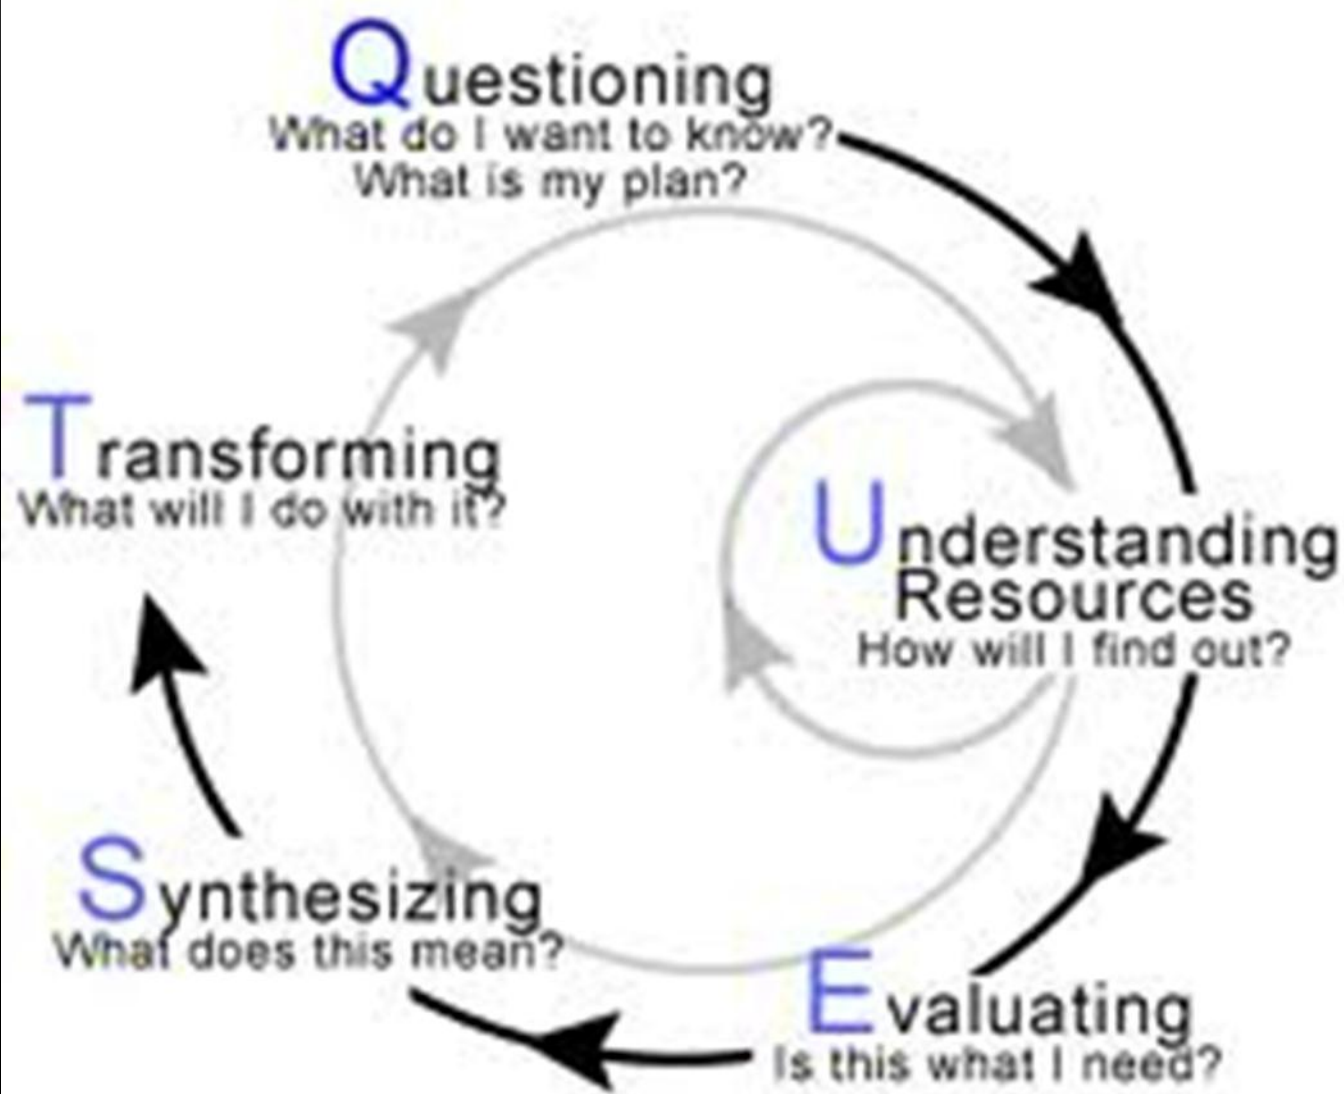 Questioning
What do I want to know?
What is my plan?
Understanding
Resources
How will I find out?
Evaluating
Is this what I need?
Synthesizing
What does this mean?
Transforming
What will I do with it?